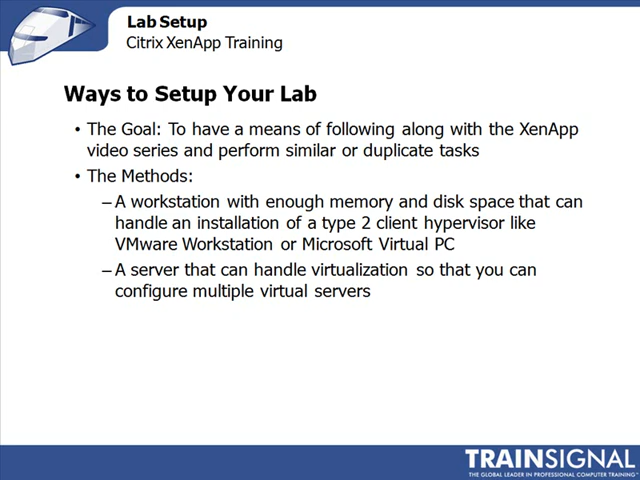 Lab Setup
Citrix XenApp Training
Ways to Setup Your Lab
• The Goal: To have a means of following along with the XenApp
video series and perform similar or duplicate tasks
• The Methods:
– A workstation with enough memory and disk space that can
handle an installation of a type 2 client hypervisor like
VMware Workstation or Microsoft Virtual PC
– A server that can handle virtualization so that you can
configure multiple virtual servers
TRAINSIGNAL
THE GLOBAL LEADER IN PROFESSIONAL COMPUTER TRAINING